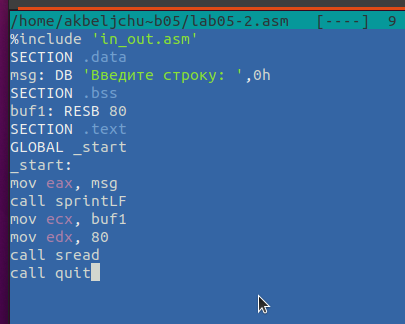 /home/akbeljchu~b05/lab05-2.asm [----] 9
%include 'in_out.asm'
SECTION .data
msg: DB 'Введите строку: ',0h
SECTION .bss
buf1: RESB 80
SECTION .text
GLOBAL _start
_start:
mov eax, msg
call sprintLF
mov ecx, buf1
mov edx, 80
call sread
call quit